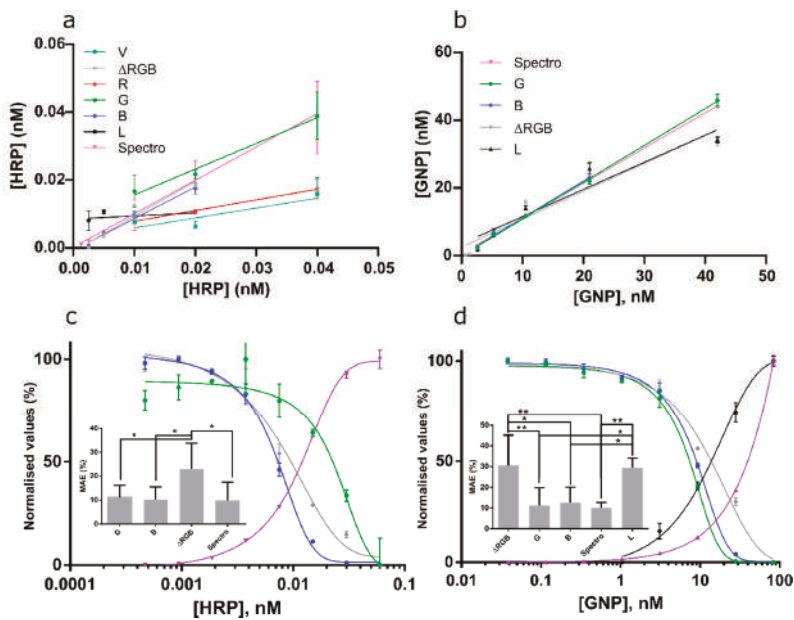 a
V
ΔRGB
R
G
B
L
Spectro
[HRP] (nM)
0.06
0.04
0.02
0.00
0.00 0.01 0.02 0.03 0.04 0.05
[HRP] (nM)
b
Spectro
G
B
ΔRGB
L
[GNP] (nM)
60
40
20
0
0 10 20 30 40 50
[GNP], nM
c
Normalised values (%)
100
50
0
0.0001 0.001 0.01 0.1
[HRP], nM
MAE (%)
40
30
20
10
0
* * *
G B ΔRGB Spectro
d
Normalised values (%)
100
50
0
0.01 0.1 1 10 100
[GNP], nM
MAE (%)
50
40
30
20
10
0
** **
* *
** *
ΔRGB G B Spectro L